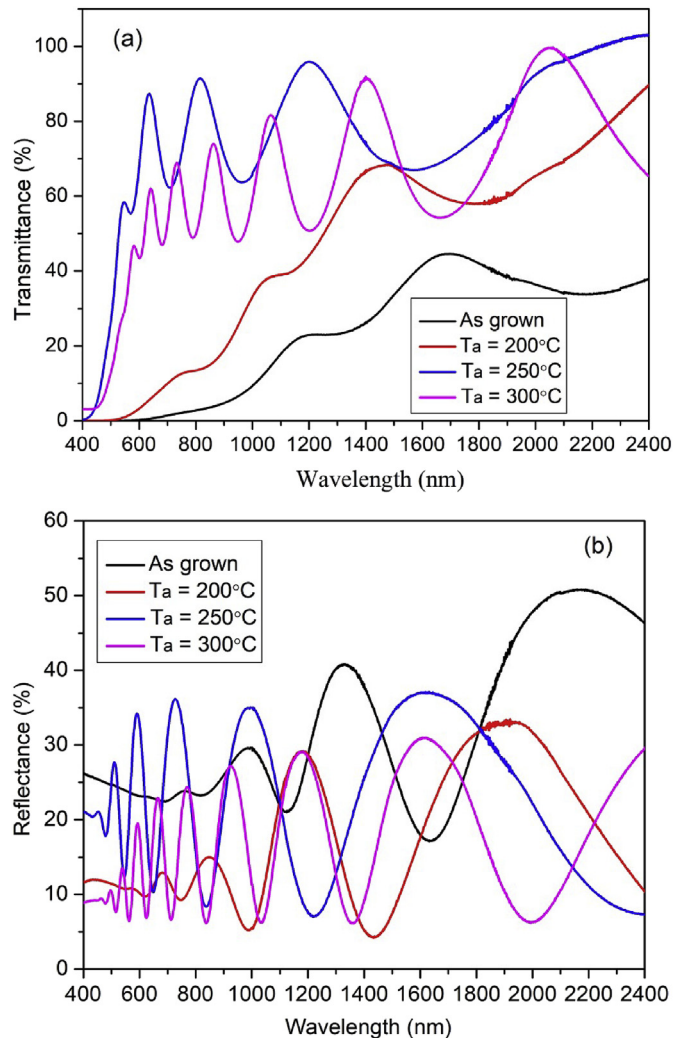 (a)
Transmittance (%)
100
80
60
40
20
0
As grown
Ta = 200°C
Ta = 250°C
Ta = 300°C
400 600 800 1000 1200 1400 1600 1800 2000 2200 2400
Wavelength (nm)
(b)
Reflectance (%)
60
50
40
30
20
10
0
As grown
Ta = 200°C
Ta = 250°C
Ta = 300°C
400 600 800 1000 1200 1400 1600 1800 2000 2200 2400
Wavelength (nm)